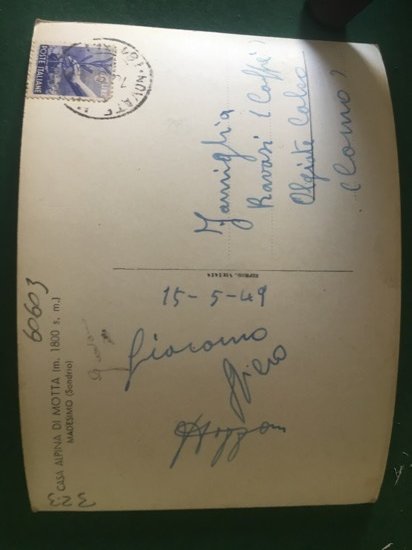 CASA ALPINA DI MOTTA (m. 1800 s. m.)
MADESIMO (Sondrio)
60603
323
15-5-49
Giacomo
Piero
POSTE ITALIANE
Famiglia
Ravasi (Caffè)
Olgiate Calco
(Como)